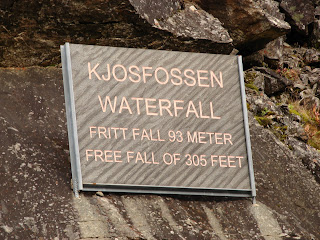 KJOSFOSSEN
WATERFALL
FRITT FALL 93 METER
FREE FALL OF 305 FEET